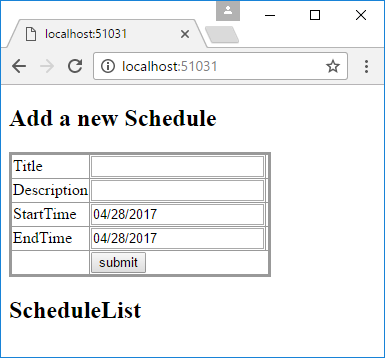 localhost:51031
localhost:51031
Add a new Schedule
Title
Description
StartTime 04/28/2017
EndTime 04/28/2017
submit
ScheduleList